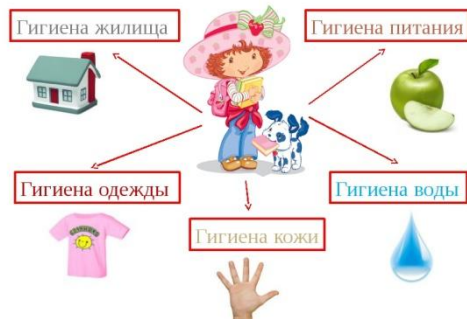 Гигиена жилища
Гигиена питания
Гигиена одежды
Гигиена воды
Гигиена кожи